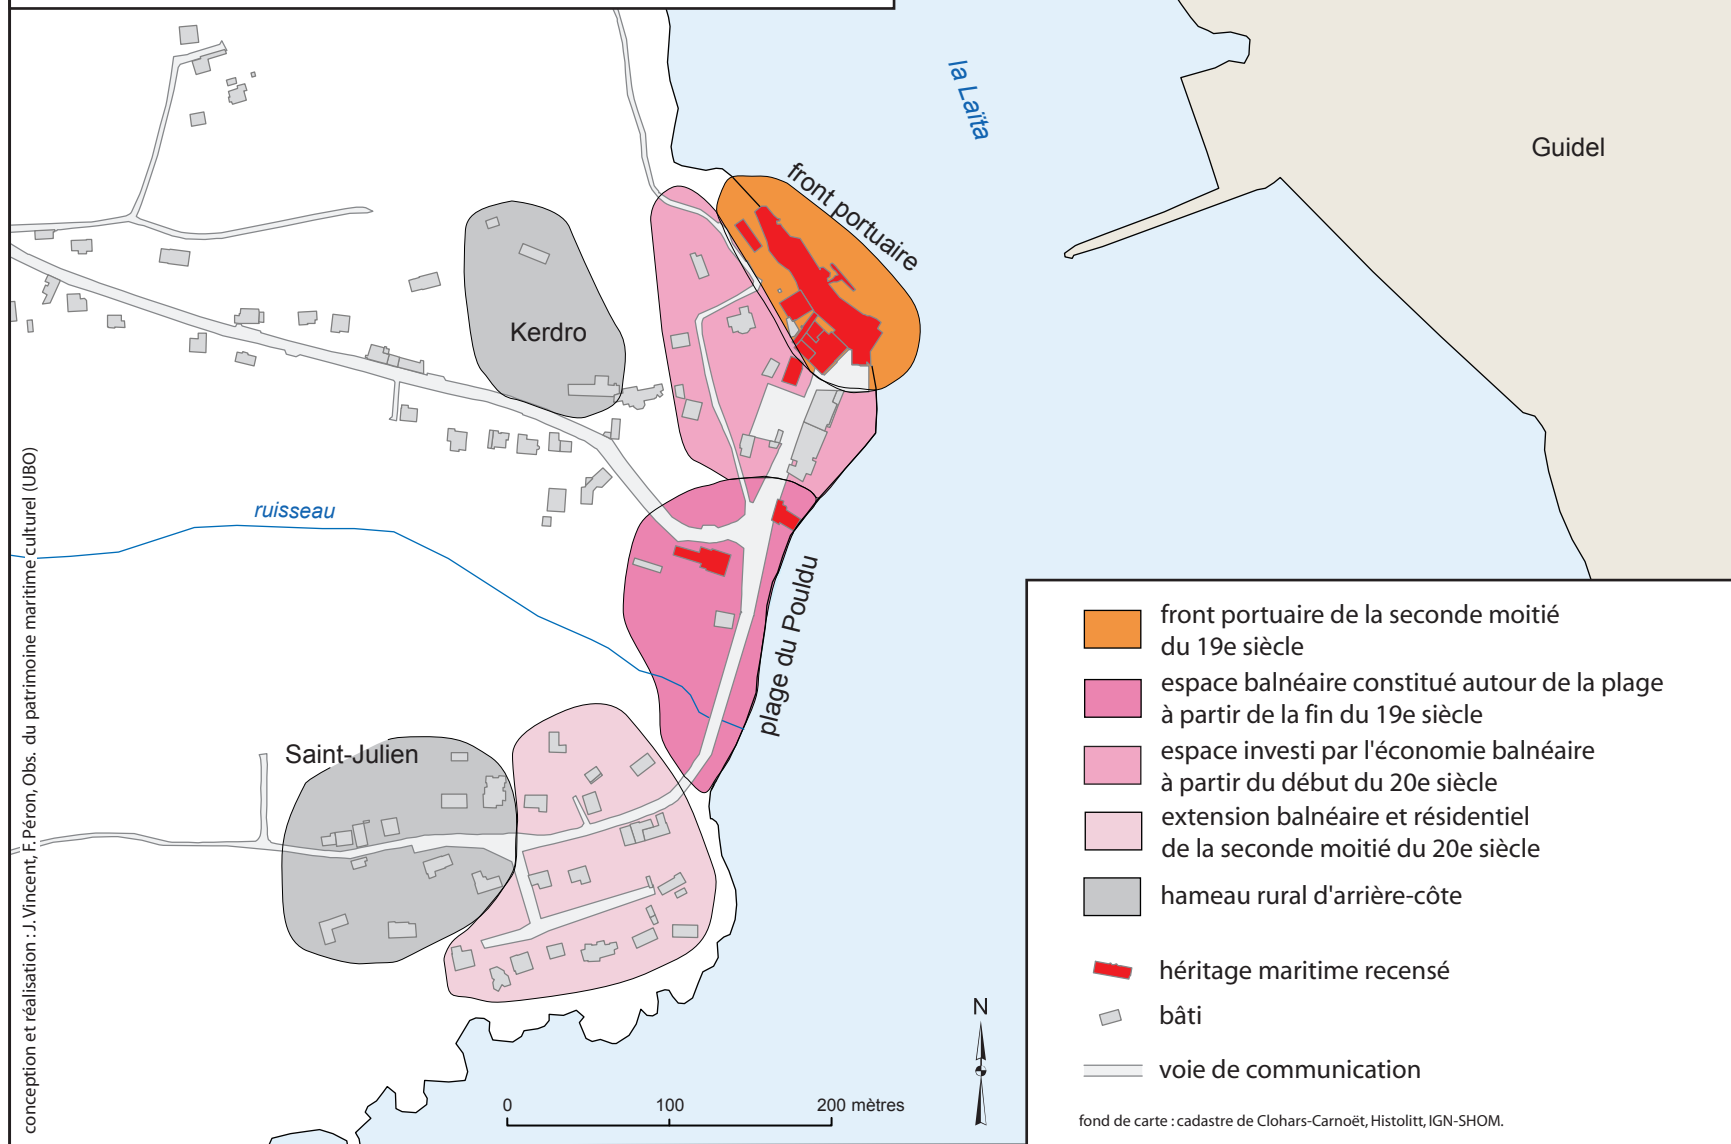 la Laïta
Guidel
front portuaire
Kerdro
ruisseau
plage du Pouldu
Saint-Julien
conception et réalisation : J. Vincent, F.Péron, Obs. du patrimoine maritime culturel (UBO)
N
0 100 200 mètres
front portuaire de la seconde moitié
du 19e siècle
espace balnéaire constitué autour de la plage
à partir de la fin du 19e siècle
espace investi par l'économie balnéaire
à partir du début du 20e siècle
extension balnéaire et résidentiel
de la seconde moitié du 20e siècle
hameau rural d'arrière-côte
héritage maritime recensé
bâti
voie de communication
fond de carte : cadastre de Clohars-Carnoët, Histolitt, IGN-SHOM.